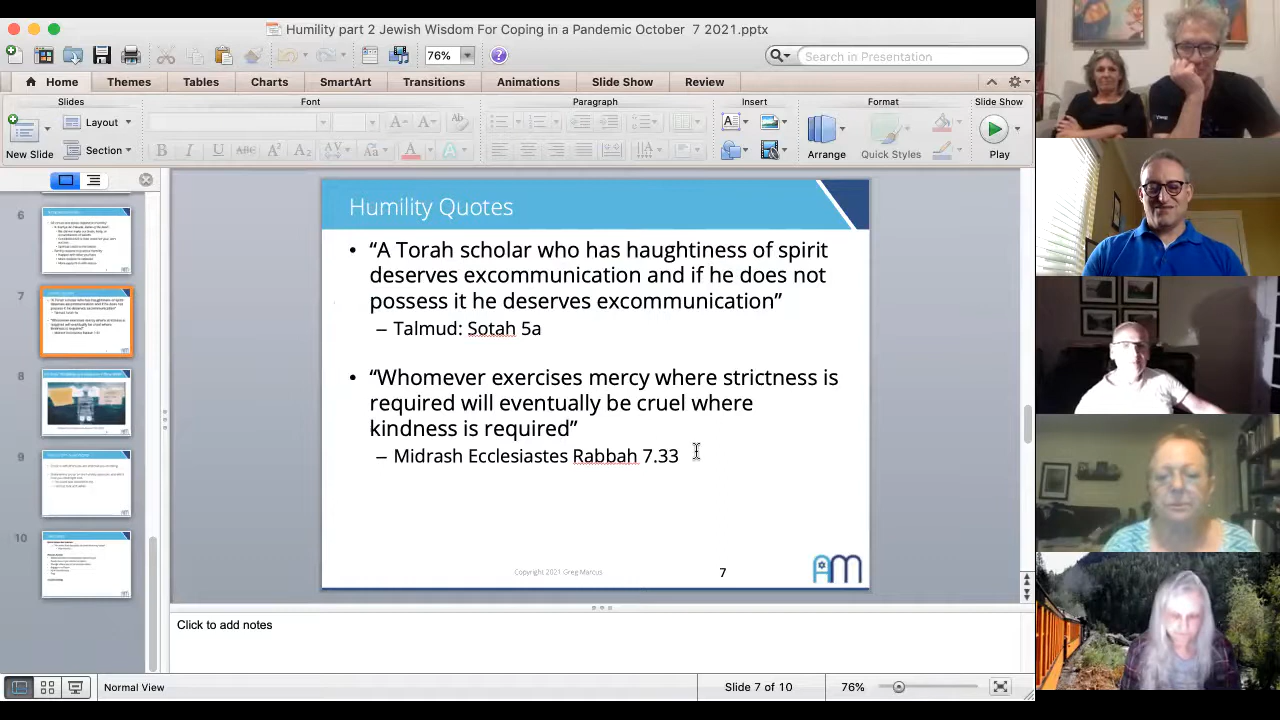 Humility part 2 Jewish Wisdom For Coping in a Pandemic October 7 2021.pptx
76%
Search in Presentation
Home Themes Tables Charts SmartArt Transitions Animations Slide Show Review
Slides Font Paragraph Insert Format Slide Show
Layout
New Slide Section Arrange Quick Styles Play
B I U ABC A A AV Aa A A
6
7
8
9
10
Humility Quotes
• “A Torah scholar who has haughtiness of spirit
deserves excommunication and if he does not
possess it he deserves excommunication”
– Talmud: Sotah 5a
• “Whomever exercises mercy where strictness is
required will eventually be cruel where
kindness is required”
– Midrash Ecclesiastes Rabbah 7.33
Copyright 2021 Greg Marcus
7
AM
Click to add notes
Normal View Slide 7 of 10 76%